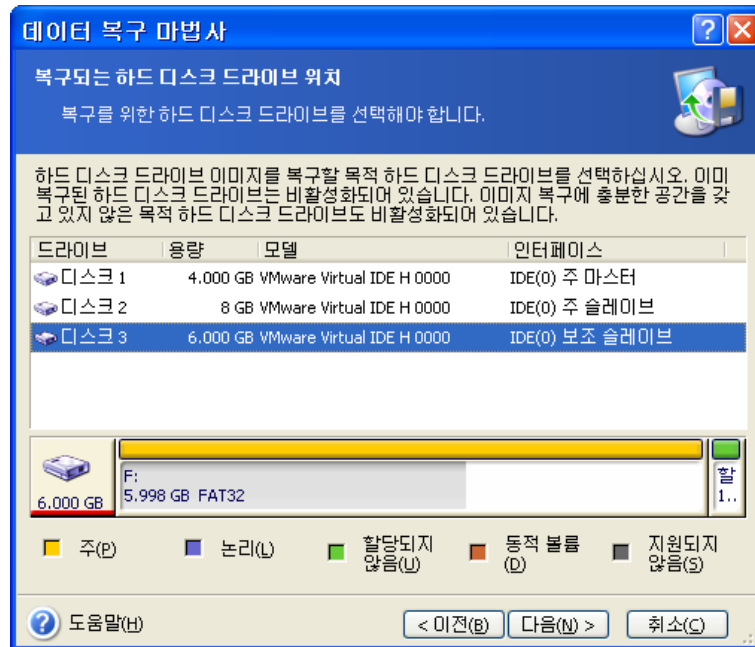 데이터 복구 마법사
복구되는 하드 디스크 드라이브 위치
복구를 위한 하드 디스크 드라이브를 선택해야 합니다.
하드 디스크 드라이브 이미지를 복구할 목적 하드 디스크 드라이브를 선택하십시오. 이미
복구된 하드 디스크 드라이브는 비활성화되어 있습니다. 이미지 복구에 충분한 공간을 갖
고 있지 않은 목적 하드 디스크 드라이브도 비활성화되어 있습니다.
드라이브 용량 모델 인터페이스
디스크 1 4.000 GB VMware Virtual IDE H 0000 IDE(0) 주 마스터
디스크 2 8 GB VMware Virtual IDE H 0000 IDE(0) 주 슬레이브
디스크 3 6.000 GB VMware Virtual IDE H 0000 IDE(0) 보조 슬레이브
6.000 GB
F:
5.998 GB FAT32
할
1..
주(P)
논리(L)
할당되지
않음(U)
동적 볼륨
(D)
지원되지
않음(S)
도움말(H)
< 이전(B) 다음(N) > 취소(C)